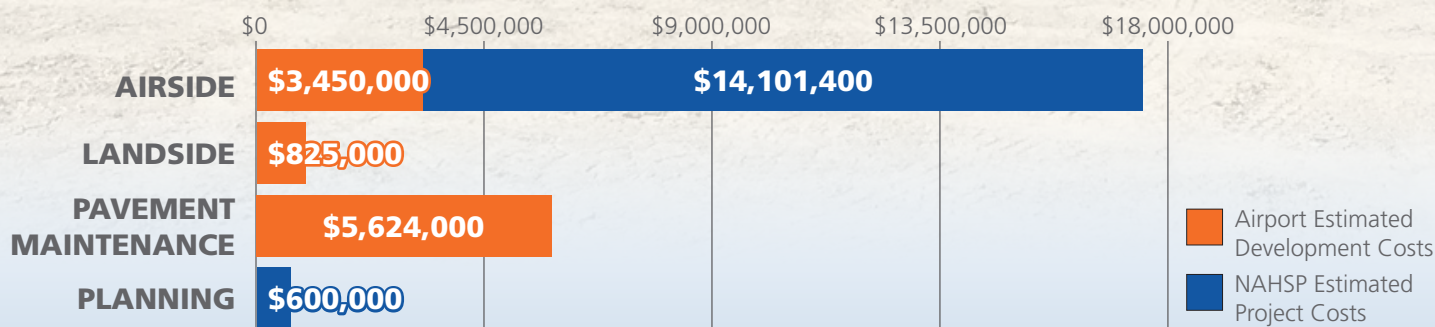 $0 $4,500,000 $9,000,000 $13,500,000 $18,000,000
AIRSIDE $3,450,000 $14,101,400
LANDSIDE $825,000
PAVEMENT
MAINTENANCE $5,624,000
PLANNING $600,000
Airport Estimated
Development Costs
NAHSP Estimated
Project Costs